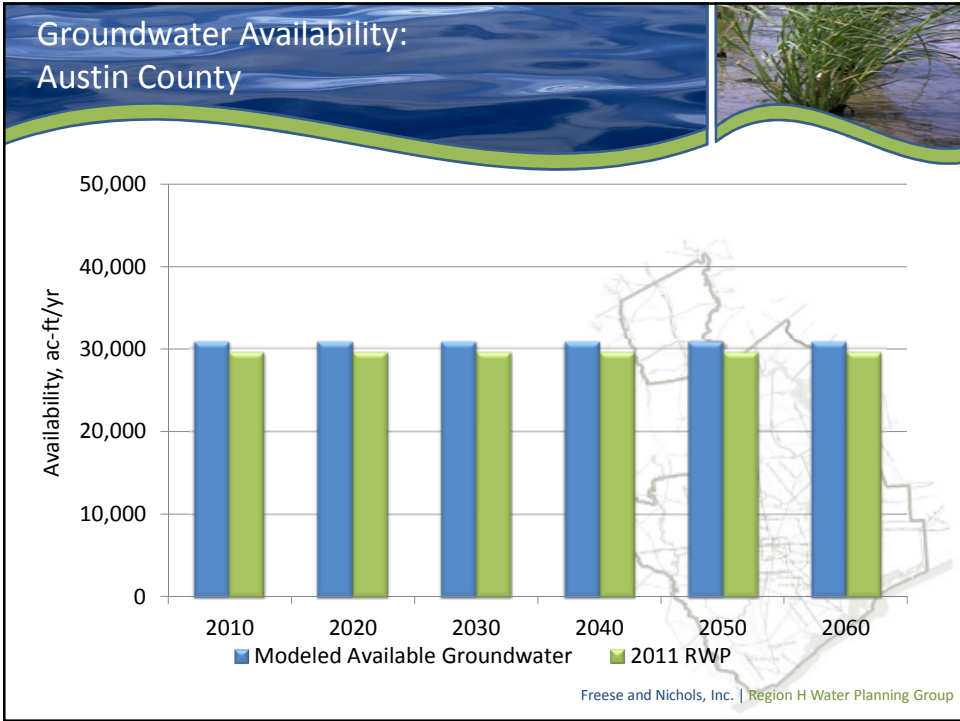 Groundwater Availability:
Austin County
Availability, ac-ft/yr
50,000
40,000
30,000
20,000
10,000
0
2010 2020 2030 2040 2050 2060
Modeled Available Groundwater 2011 RWP
Freese and Nichols, Inc. | Region H Water Planning Group